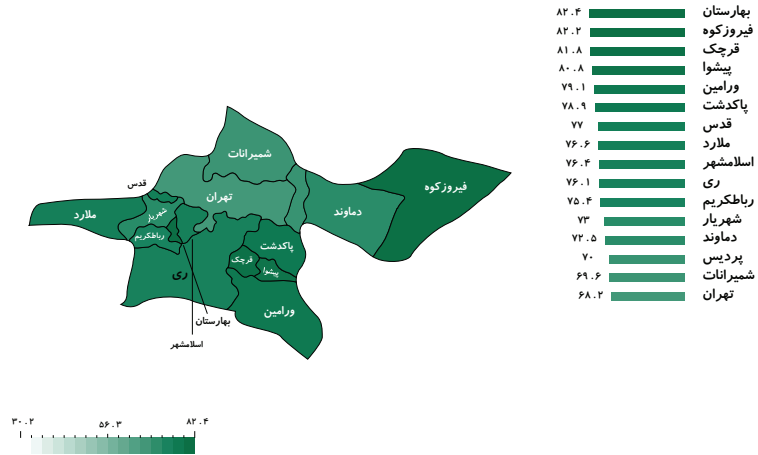 بهارستان ۸۲.۴
فیروزکوه ۸۲.۲
قرچک ۸۱.۸
پیشوا ۸۰.۸
ورامین ۷۹.۱
پاکدشت ۷۸.۹
قدس ۷۷
ملارد ۷۶.۶
اسلامشهر ۷۶.۴
ری ۷۶.۱
رباطکریم ۷۵.۴
شهریار ۷۳
دماوند ۷۲.۵
پردیس ۷۰
شمیرانات ۶۹.۶
تهران ۶۸.۲
شمیرانات
قدس
فیروزکوه
تهران
دماوند
شهریار
ملارد
رباطکریم
پاکدشت
قرچک
پیشوا
ری
ورامین
بهارستان
اسلامشهر
۳۰.۲ ۵۶.۳ ۸۲.۴